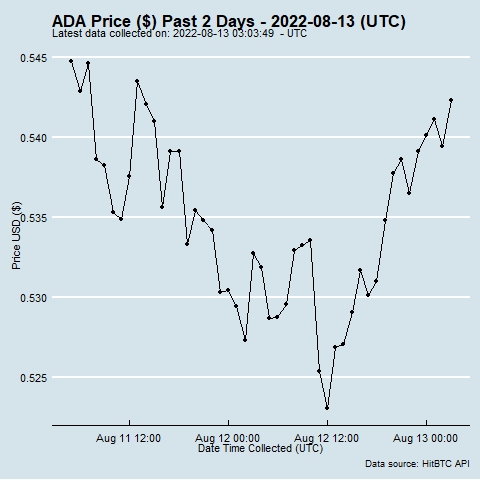 ADA Price ($) Past 2 Days - 2022-08-13 (UTC)
Latest data collected on: 2022-08-13 03:03:49 - UTC
0.545
0.540
0.535
0.530
0.525
Price USD ($)
Aug 11 12:00
Aug 12 00:00
Aug 12 12:00
Aug 13 00:00
Date Time Collected (UTC)
Data source: HitBTC API